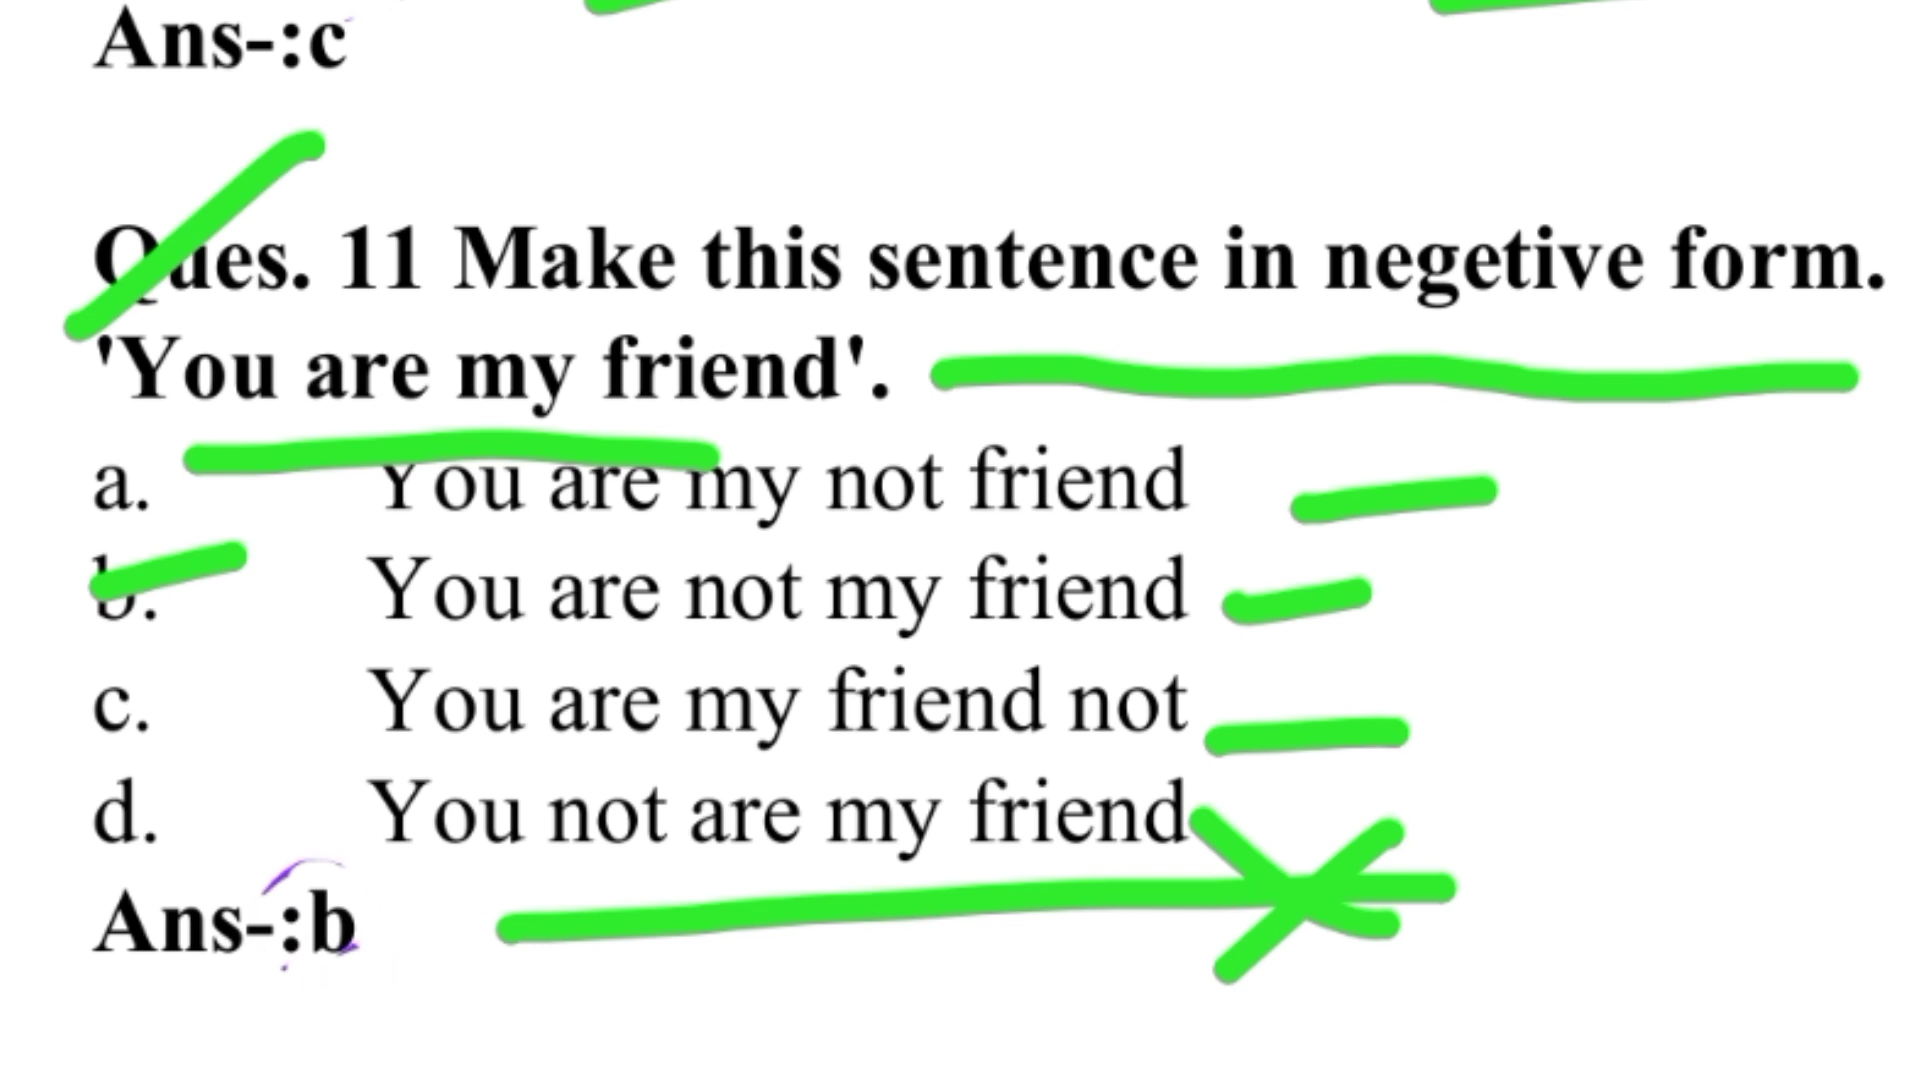 Ans-:c
Ques. 11 Make this sentence in negetive form.
'You are my friend'.
a. You are my not friend
b. You are not my friend
c. You are my friend not
d. You not are my friend
Ans-:b